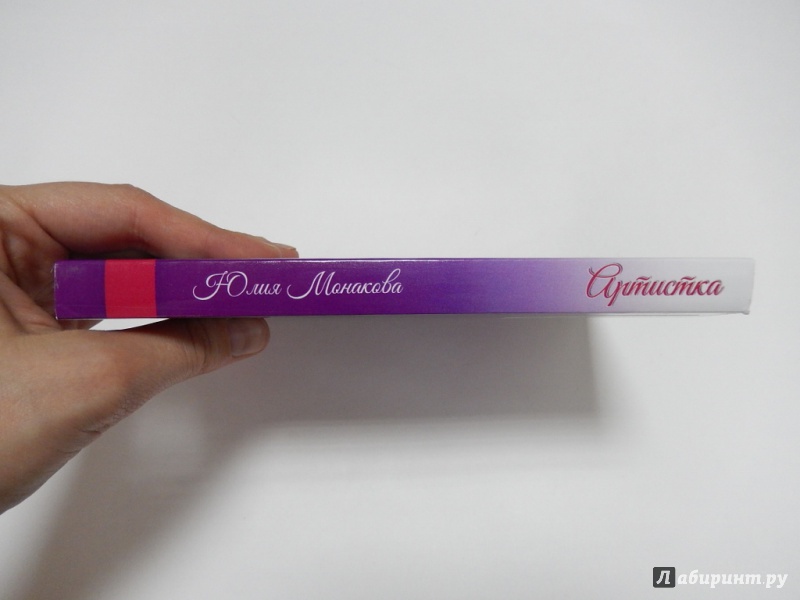 Юлия Монакова
Артистка
Лабиринт.ру